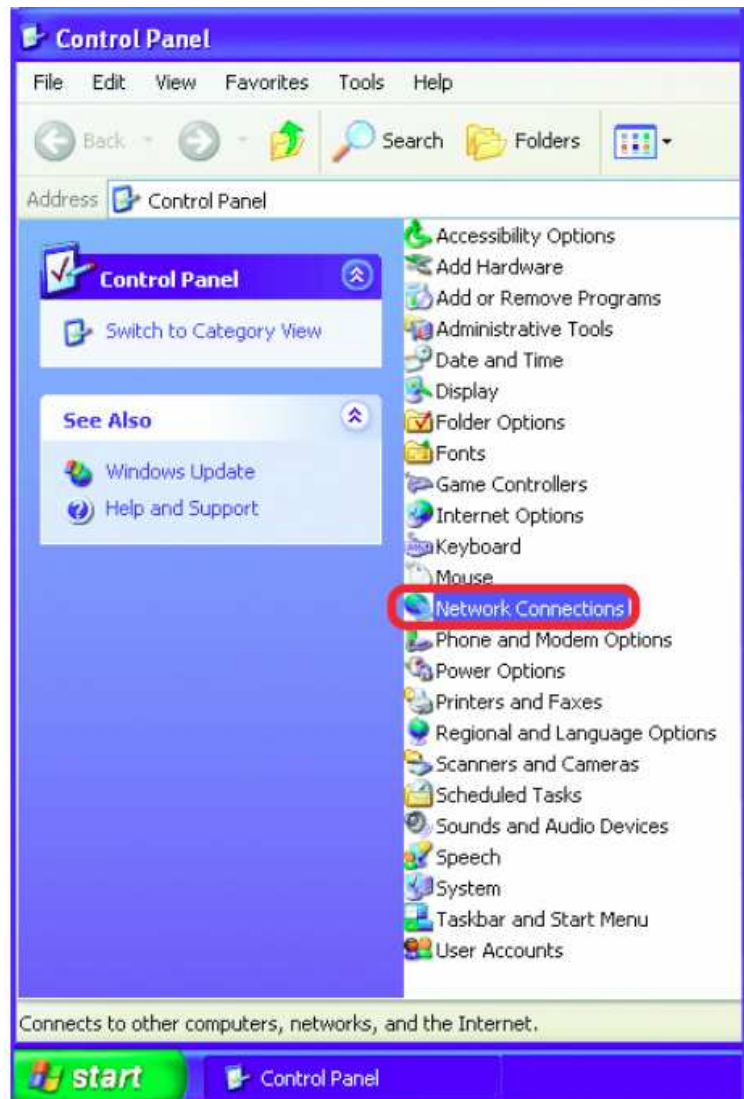 Control Panel
File Edit View Favorites Tools Help
Back Search Folders
Address Control Panel
Control Panel
Switch to Category View
See Also
Windows Update
Help and Support
Accessibility Options
Add Hardware
Add or Remove Programs
Administrative Tools
Date and Time
Display
Folder Options
Fonts
Game Controllers
Internet Options
Keyboard
Mouse
Network Connections
Phone and Modem Options
Power Options
Printers and Faxes
Regional and Language Options
Scanners and Cameras
Scheduled Tasks
Sounds and Audio Devices
Speech
System
Taskbar and Start Menu
User Accounts
Connects to other computers, networks, and the Internet.
start Control Panel